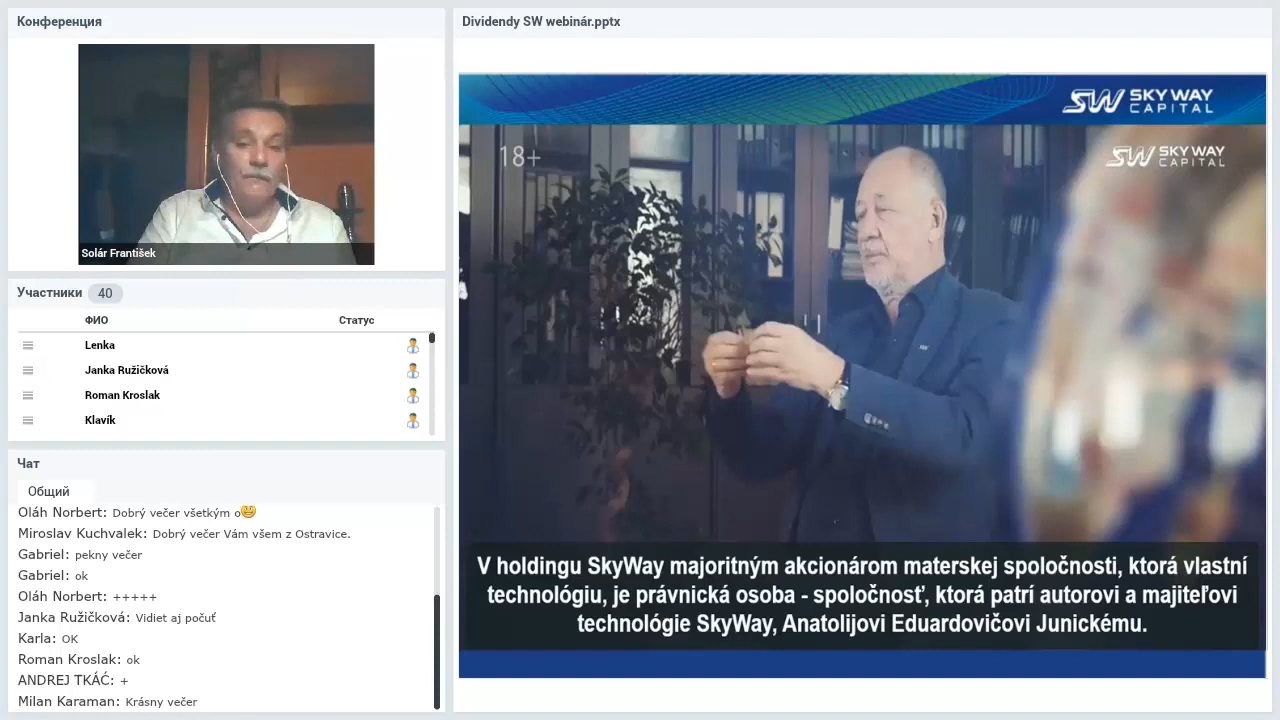 Конференция
Solár František
Участники 40
ФИО Статус
Lenka
Janka Ružičková
Roman Kroslak
Klavík
Чат
Общий
Oláh Norbert: Dobrý večer všetkým o
Miroslav Kuchvalek: Dobrý večer Vám všem z Ostravice.
Gabriel: pekny večer
Gabriel: ok
Oláh Norbert: +++++
Janka Ružičková: Vidiet aj počuť
Karla: OK
Roman Kroslak: ok
ANDREJ TKÁČ: +
Milan Karaman: Krásny večer
Dividendy SW webinár.pptx
SW SKY WAY
CAPITAL
18+
SW SKY WAY
CAPITAL
V holdingu SkyWay majoritným akcionárom materskej spoločnosti, ktorá vlastní
technológiu, je právnická osoba - spoločnosť, ktorá patrí autorovi a majiteľovi
technológie SkyWay, Anatolijovi Eduardovičovi Junickému.